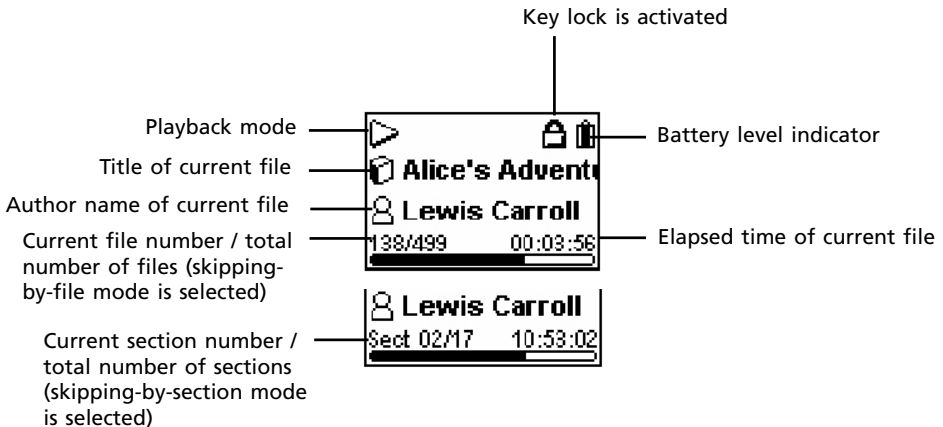 Key lock is activated
Playback mode
Battery level indicator
Title of current file
Alice's Advent
Author name of current file
Lewis Carroll
Current file number / total
number of files (skipping-
by-file mode is selected)
138/499 00:03:56
Elapsed time of current file
Lewis Carroll
Current section number /
total number of sections
(skipping-by-section mode
is selected)
Sect 02/17 10:53:02